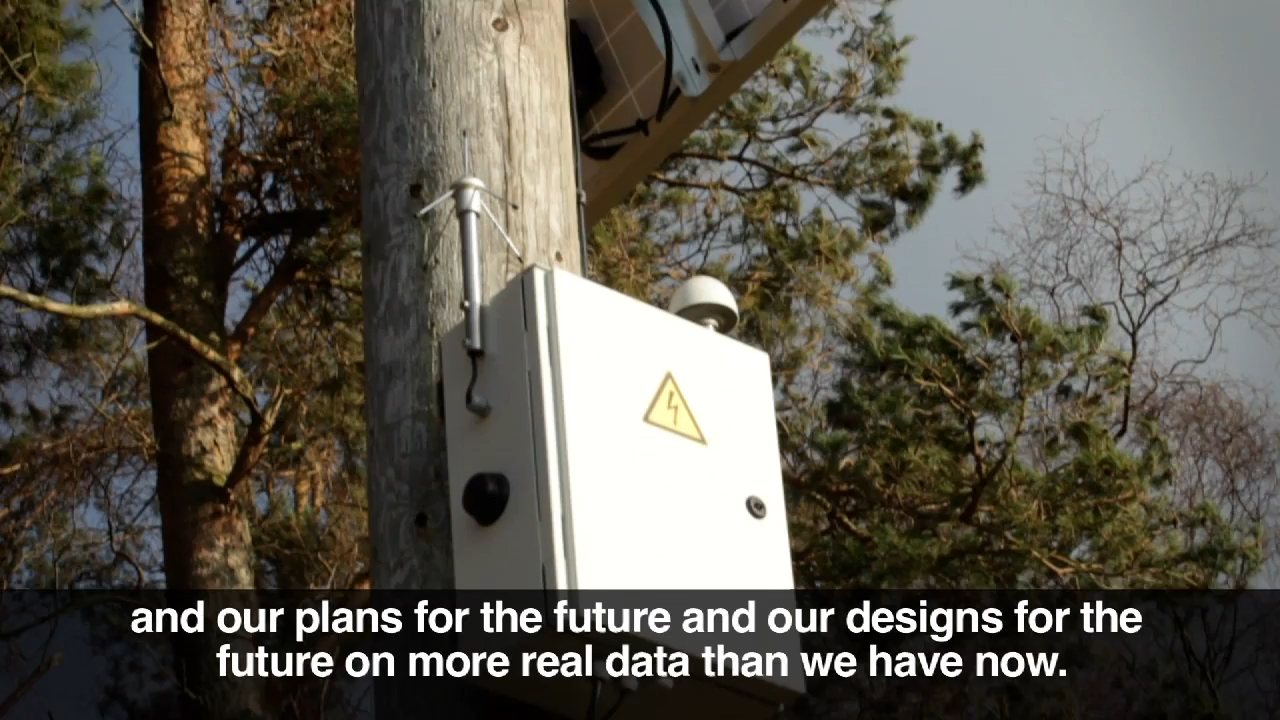 and our plans for the future and our designs for the
future on more real data than we have now.